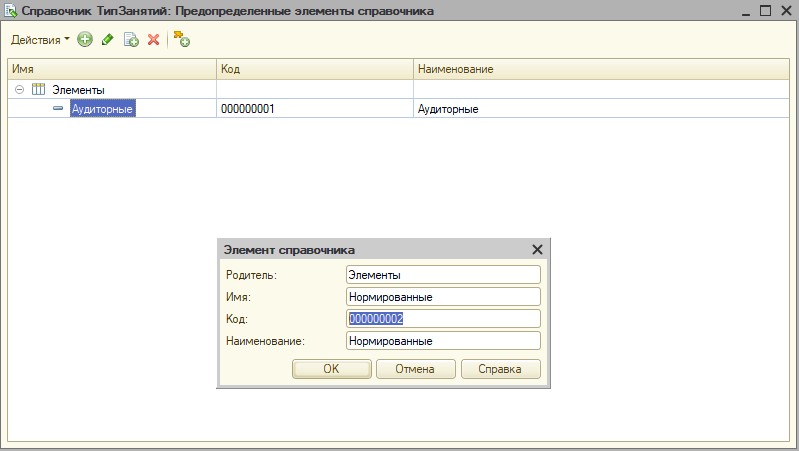 Справочник ТипЗанятий: Предопределенные элементы справочника
Действия
Имя Код Наименование
Элементы
Аудиторные 000000001 Аудиторные
Элемент справочника
Родитель: Элементы
Имя: Нормированные
Код: 000000002
Наименование: Нормированные
OK Отмена Справка